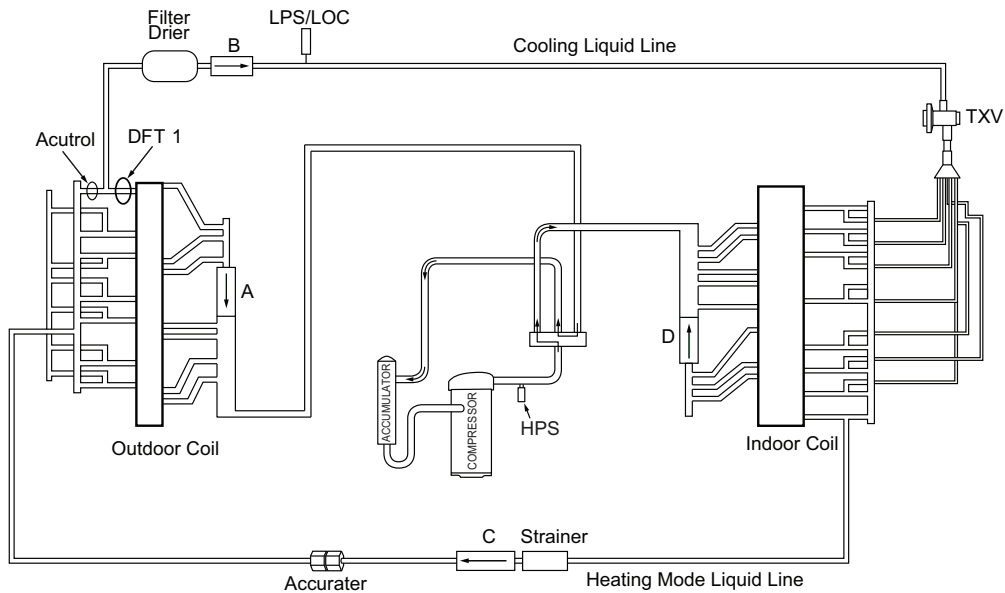 Filter
Drier
LPS/LOC
B
Cooling Liquid Line
TXV
Acutrol
DFT 1
A
D
ACCUMULATOR
COMPRESSOR
HPS
Outdoor Coil
Indoor Coil
C
Strainer
Accurater
Heating Mode Liquid Line